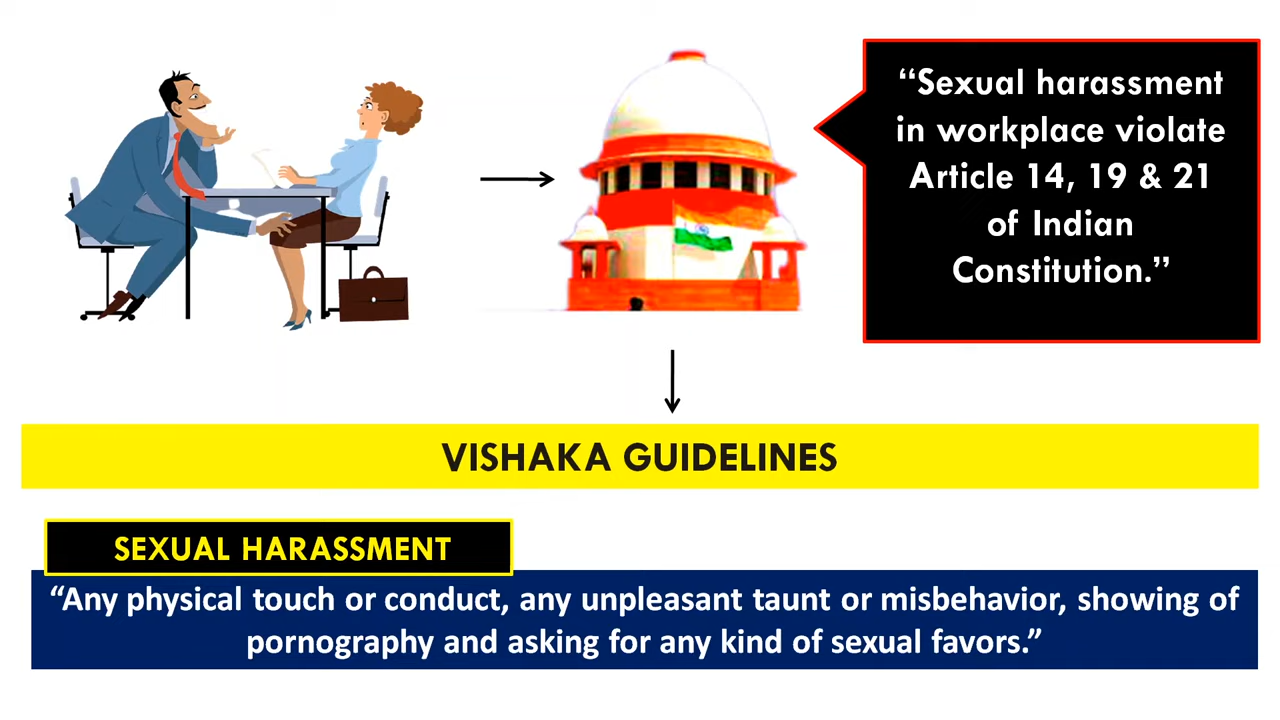 “Sexual harassment
in workplace violate
Article 14, 19 & 21
of Indian
Constitution.”
VISHAKA GUIDELINES
SEXUAL HARASSMENT
“Any physical touch or conduct, any unpleasant taunt or misbehavior, showing of
pornography and asking for any kind of sexual favors.”